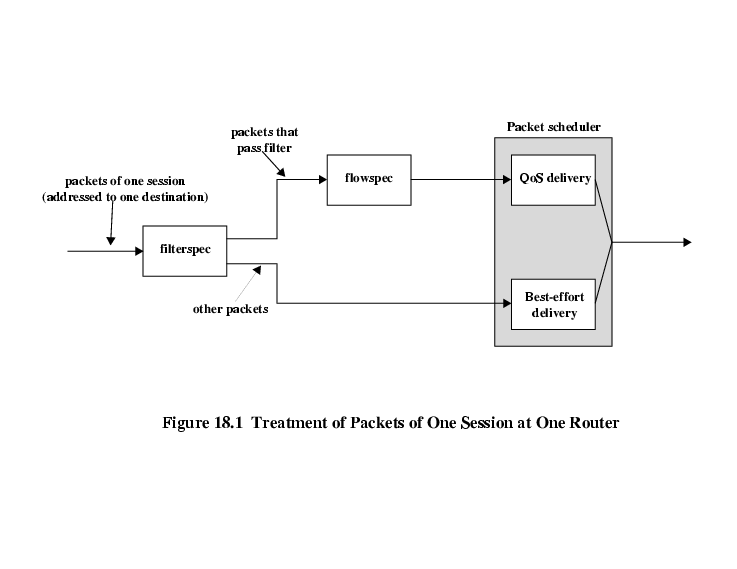 Packet scheduler
packets that
pass filter
flowspec
QoS delivery
packets of one session
(addressed to one destination)
filterspec
Best-effort
delivery
other packets
Figure 18.1 Treatment of Packets of One Session at One Router